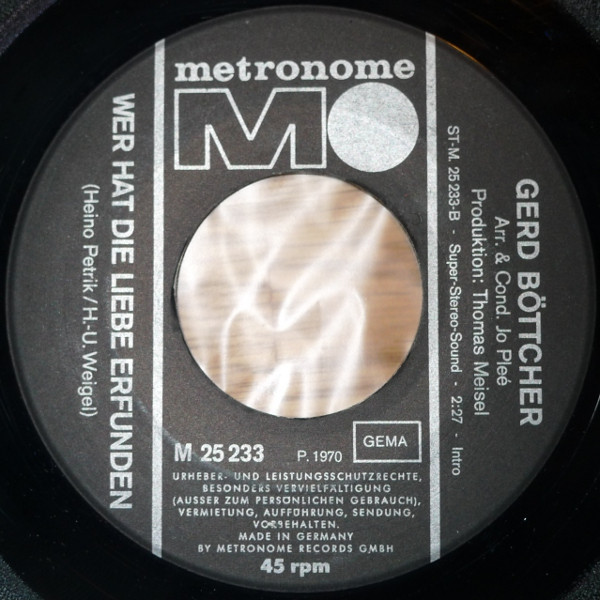 metronome
MO
WER HAT DIE LIEBE ERFUNDEN
(Heino Petrik / H.-U. Weigel)
GERD BÖTTCHER
Arr. & Cond. Jo Pleé
Produktion: Thomas Meisel
ST-M. 25 233-B - Super-Stereo-Sound - 2:27 - Intro
M 25 233 P. 1970 GEMA
URHEBER- UND LEISTUNGSSCHUTZRECHTE,
BESONDERS VERVIELFÄLTIGUNG
(AUSSER ZUM PERSÖNLICHEN GEBRAUCH),
VERMIETUNG, AUFFÜHRUNG, SENDUNG,
VORBEHALTEN.
MADE IN GERMANY
BY METRONOME RECORDS GMBH
45 rpm